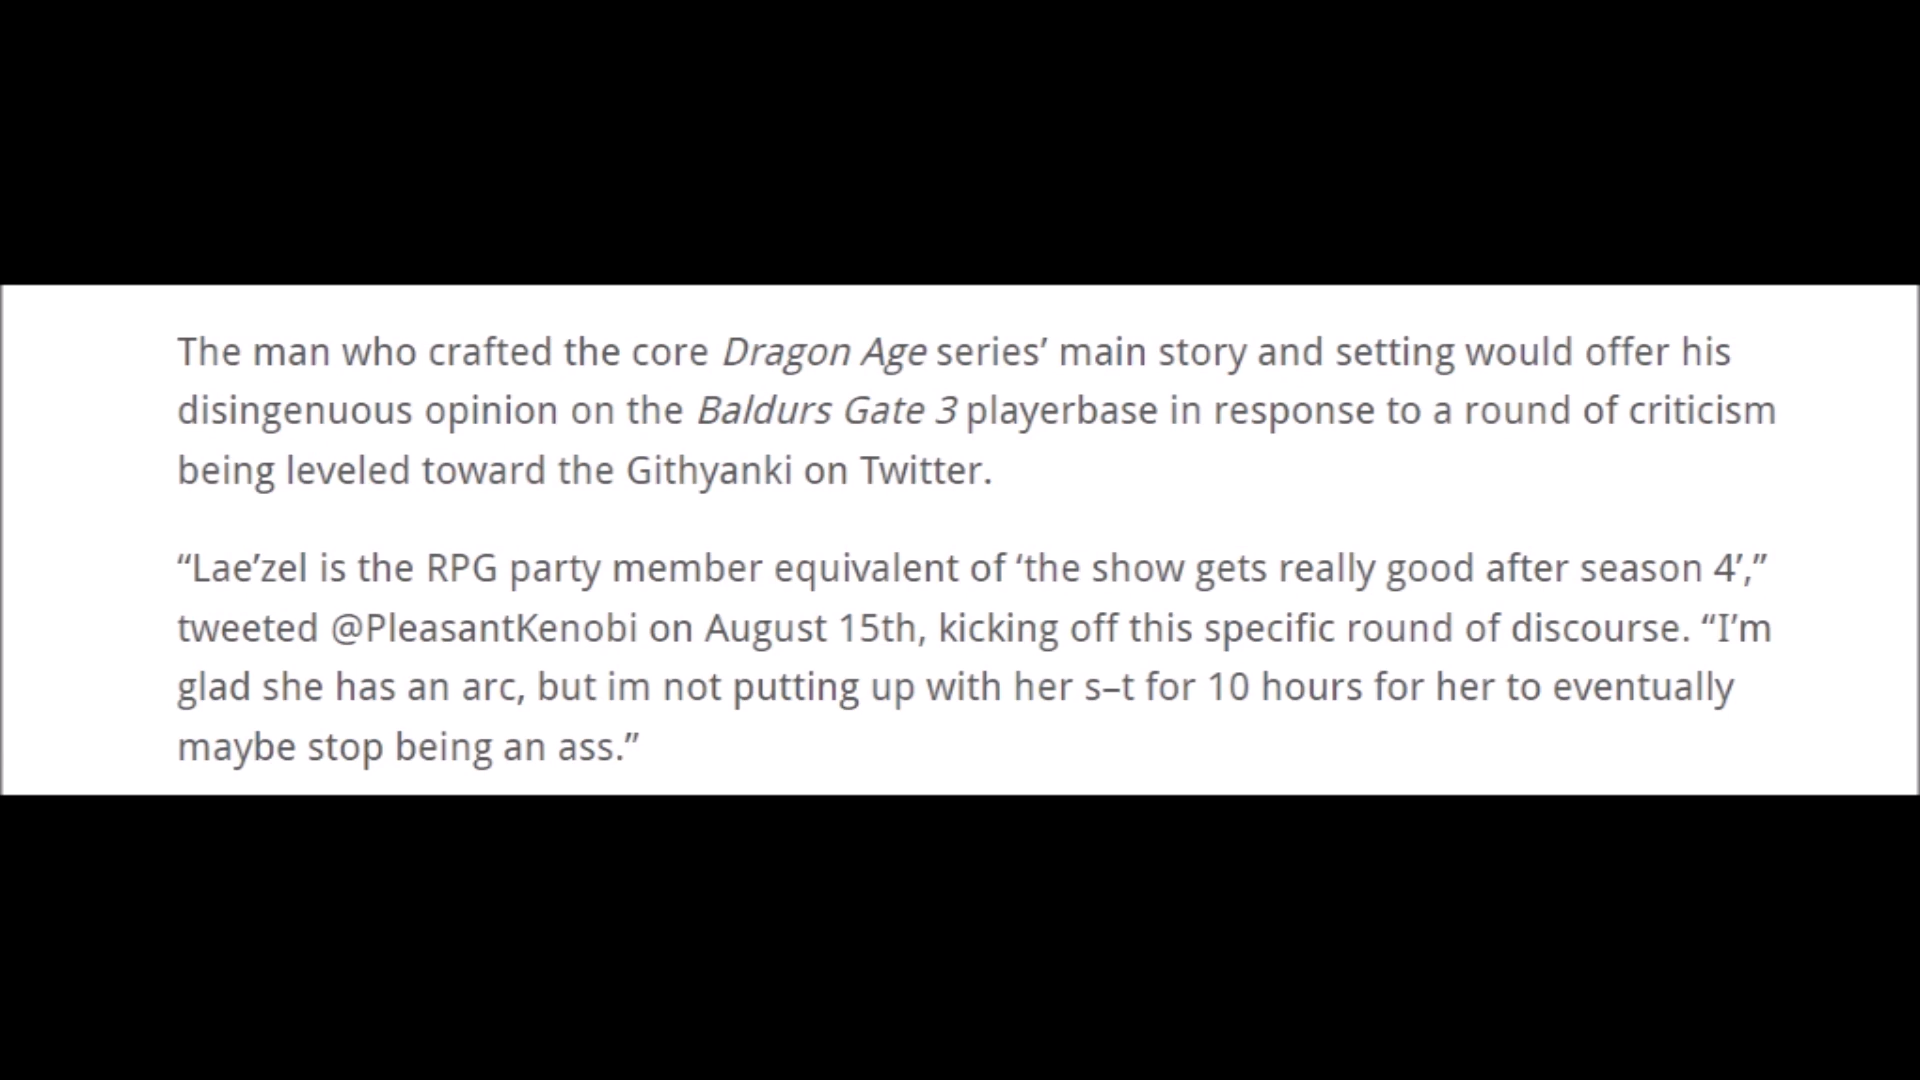 The man who crafted the core Dragon Age series’ main story and setting would offer his
disingenuous opinion on the Baldurs Gate 3 playerbase in response to a round of criticism
being leveled toward the Githyanki on Twitter.
“Lae’zel is the RPG party member equivalent of ‘the show gets really good after season 4’,”
tweeted @PleasantKenobi on August 15th, kicking off this specific round of discourse. “I’m
glad she has an arc, but im not putting up with her s–t for 10 hours for her to eventually
maybe stop being an ass.”